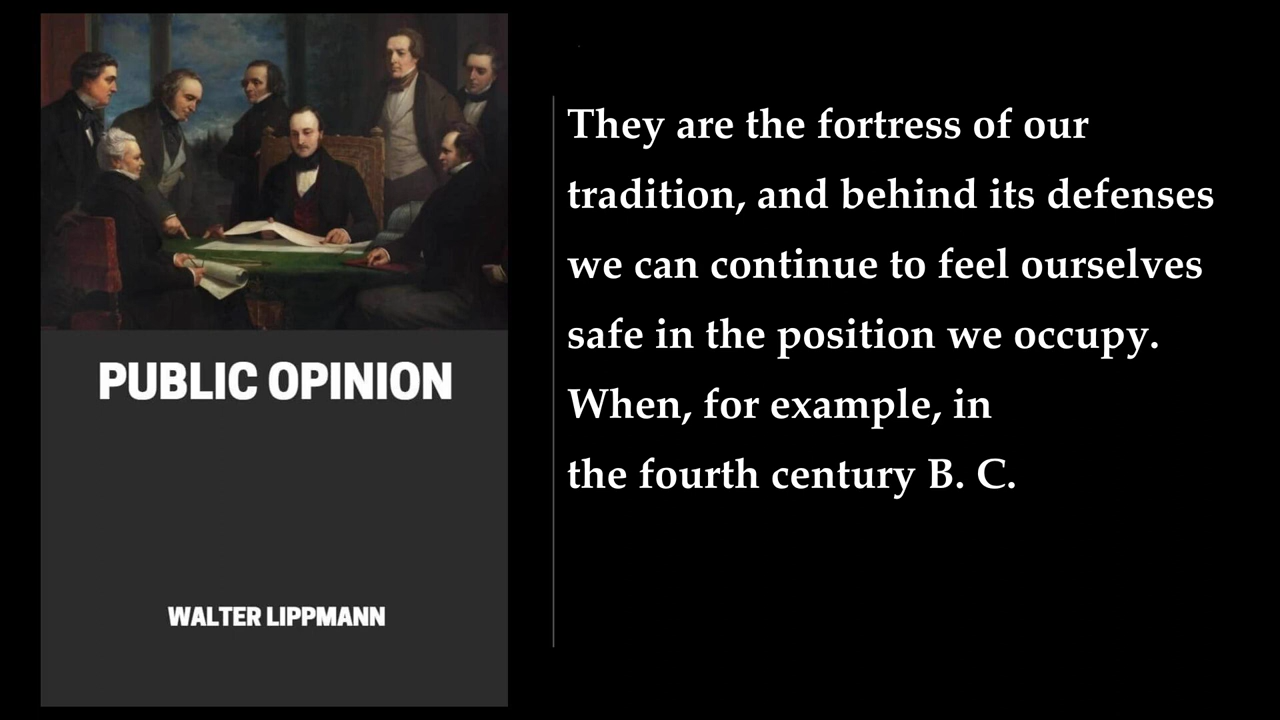 PUBLIC OPINION
WALTER LIPPMANN
They are the fortress of our
tradition, and behind its defenses
we can continue to feel ourselves
safe in the position we occupy.
When, for example, in
the fourth century B. C.